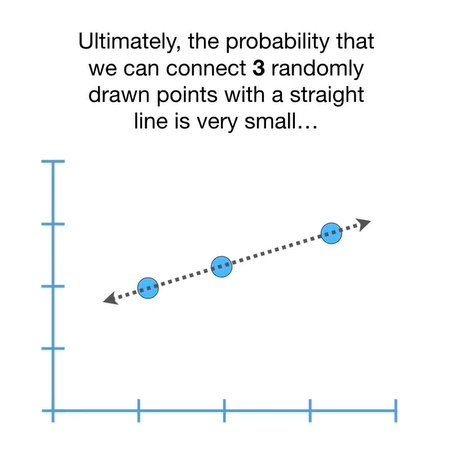 Ultimately, the probability that
we can connect 3 randomly
drawn points with a straight
line is very small…